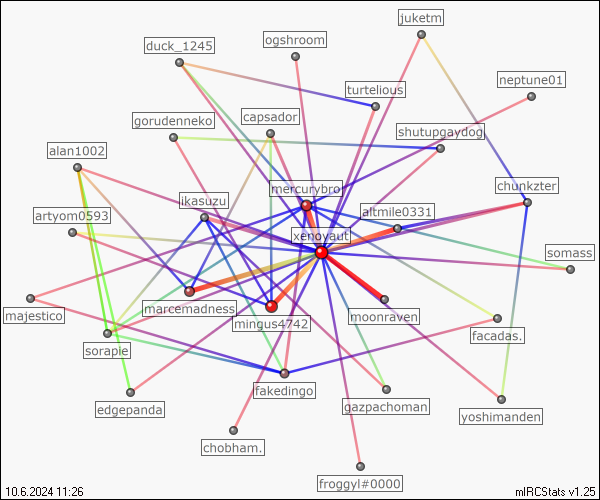 juketm
ogshroom
duck_1245
neptune01
turtelious
capsador
gorudenneko
shutupgaydog
alan1002
mercurybro
chunkzter
ikasuzu
altmile0331
artyom0593
xenoyaut
somass
marcemadness
majestico
moonraven
mingus4742
facadas.
sorapie
fakedingo
edgepanda
gazpachoman
yoshimanden
chobham.
froggyl#0000
10.6.2024 11:26
mIRCStats v1.25